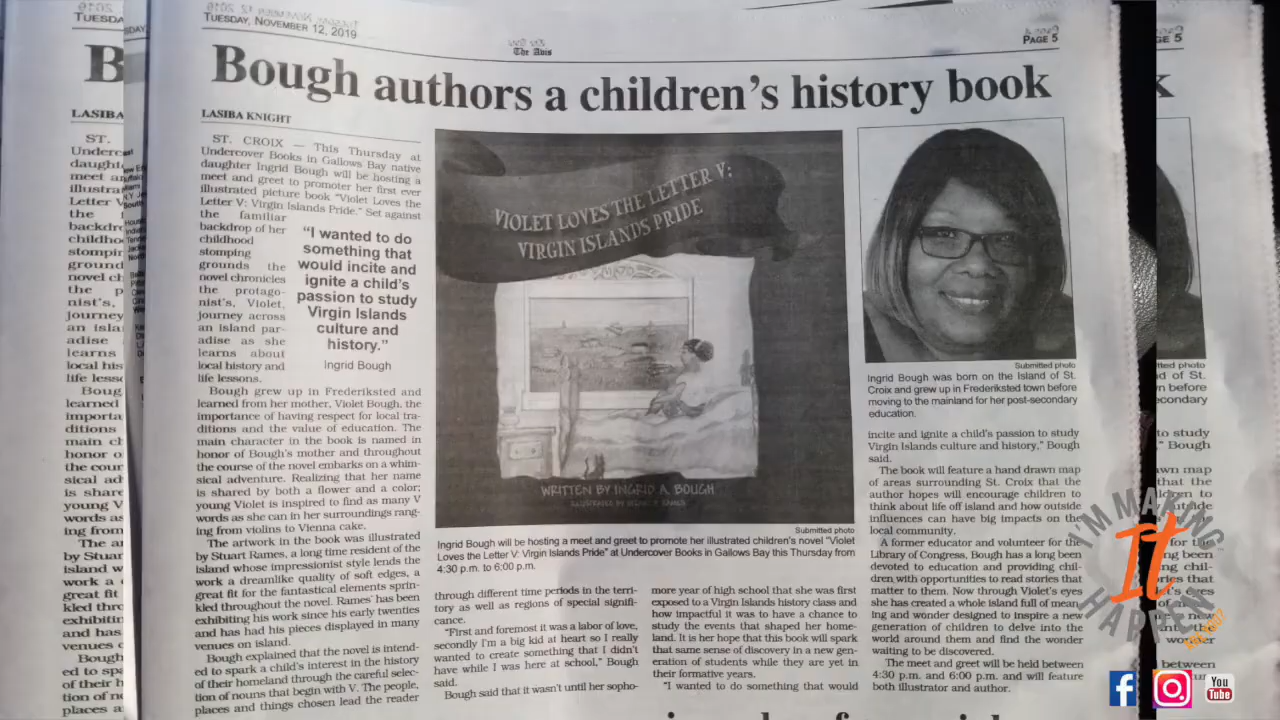 TUESDAY, NOVEMBER 12, 2019
The Avis
PAGE 5
Bough authors a children's history book
LASIBA KNIGHT
ST. CROIX — This Thursday at
Undercover Books in Gallows Bay native
daughter Ingrid Bough will be hosting a
meet and greet to promoter her first ever
illustrated picture book "Violet Loves the
Letter V: Virgin Islands Pride." Set against
the familiar
backdrop of her
childhood
stomping
grounds the
novel chronicles
the protago-
nist's, Violet,
journey across
an island par-
adise as she
learns about
local history and
life lessons.
"I wanted to do
something that
would incite and
ignite a child's
passion to study
Virgin Islands
culture and
history."
Ingrid Bough
Bough grew up in Frederiksted and
learned from her mother, Violet Bough, the
importance of having respect for local tra-
ditions and the value of education. The
main character in the book is named in
honor of Bough's mother and throughout
the course of the novel embarks on a whim-
sical adventure. Realizing that her name
is shared by both a flower and a color;
young Violet is inspired to find as many V
words as she can in her surroundings rang-
ing from violins to Vienna cake.
The artwork in the book was illustrated
by Stuart Rames, a long time resident of the
island whose impressionist style lends the
work a dreamlike quality of soft edges, a
great fit for the fantastical elements sprin-
kled throughout the novel. Rames' has been
exhibiting his work since his early twenties
and has had his pieces displayed in many
venues on island.
Bough explained that the novel is intend-
ed to spark a child's interest in the history
of their homeland through the careful selec-
tion of nouns that begin with V. The people,
places and things chosen lead the reader
VIOLET LOVES THE LETTER V:
VIRGIN ISLANDS PRIDE
WRITTEN BY INGRID A. BOUGH
Submitted photo
Ingrid Bough will be hosting a meet and greet to promote her illustrated children's novel "Violet
Loves the Letter V: Virgin Islands Pride" at Undercover Books in Gallows Bay this Thursday from
4:30 p.m. to 6:00 p.m.
through different time periods in the terri-
tory as well as regions of special signifi-
cance.
"First and foremost it was a labor of love,
secondly I'm a big kid at heart so I really
wanted to create something that I didn't
have while I was here at school," Bough
said.
Bough said that it wasn't until her sopho-
more year of high school that she was first
exposed to a Virgin Islands history class and
how impactful it was to have a chance to
study the events that shaped her home-
land. It is her hope that this book will spark
that same sense of discovery in a new gen-
eration of students while they are yet in
their formative years.
"I wanted to do something that would
Submitted photo
Ingrid Bough was born on the Island of St.
Croix and grew up in Frederiksted town before
moving to the mainland for her post-secondary
education.
incite and ignite a child's passion to study
Virgin Islands culture and history," Bough
said.
The book will feature a hand drawn map
of areas surrounding St. Croix that the
author hopes will encourage children to
think about life off island and how outside
influences can have big impacts on the
local community.
A former educator and volunteer for the
Library of Congress, Bough has a long been
devoted to education and providing chil-
dren with opportunities to read stories that
matter to them. Now through Violet's eyes
she has created a whole island full of mean-
ing and wonder designed to inspire a new
generation of children to delve into the
world around them and find the wonder
waiting to be discovered.
The meet and greet will be held between
4:30 p.m. and 6:00 p.m. and will feature
both illustrator and author.
I'M MAKING
It
HAPPEN
You
Tube